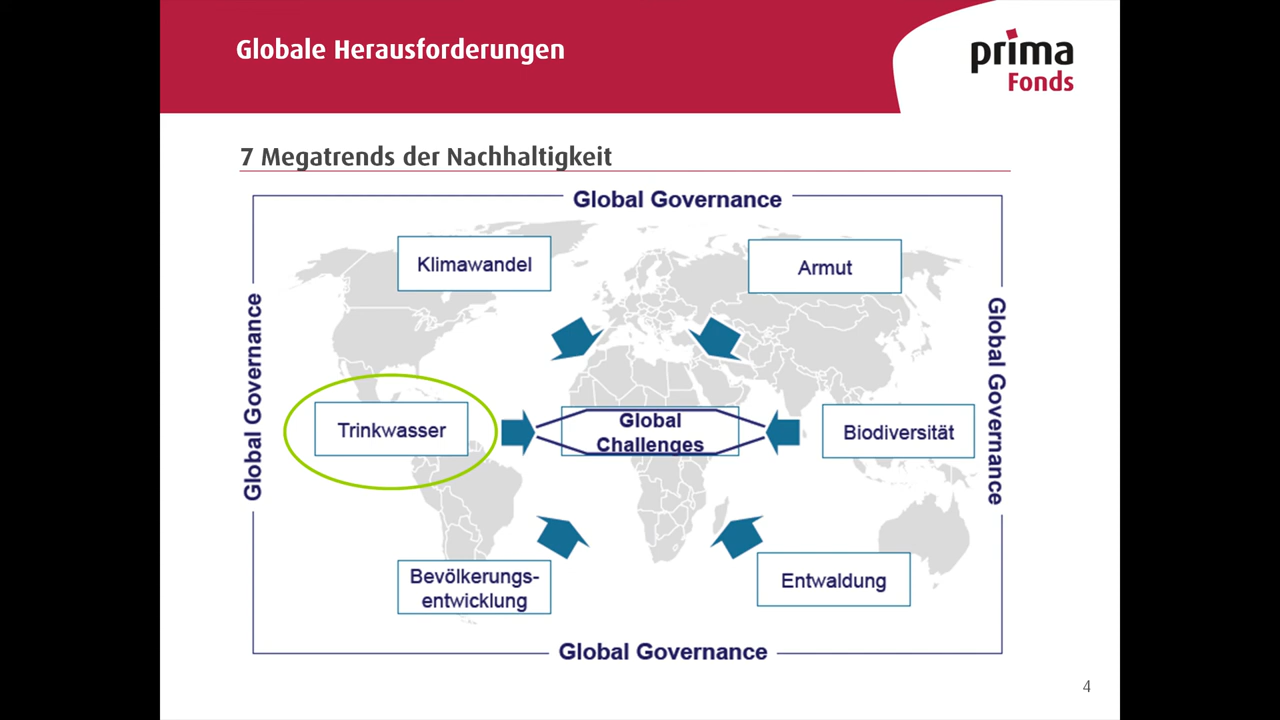 Globale Herausforderungen
prima
Fonds
7 Megatrends der Nachhaltigkeit
Global Governance
Klimawandel
Armut
Global Governance
Global Governance
Trinkwasser
Global
Challenges
Biodiversität
Bevölkerungs-
entwicklung
Entwaldung
Global Governance
4